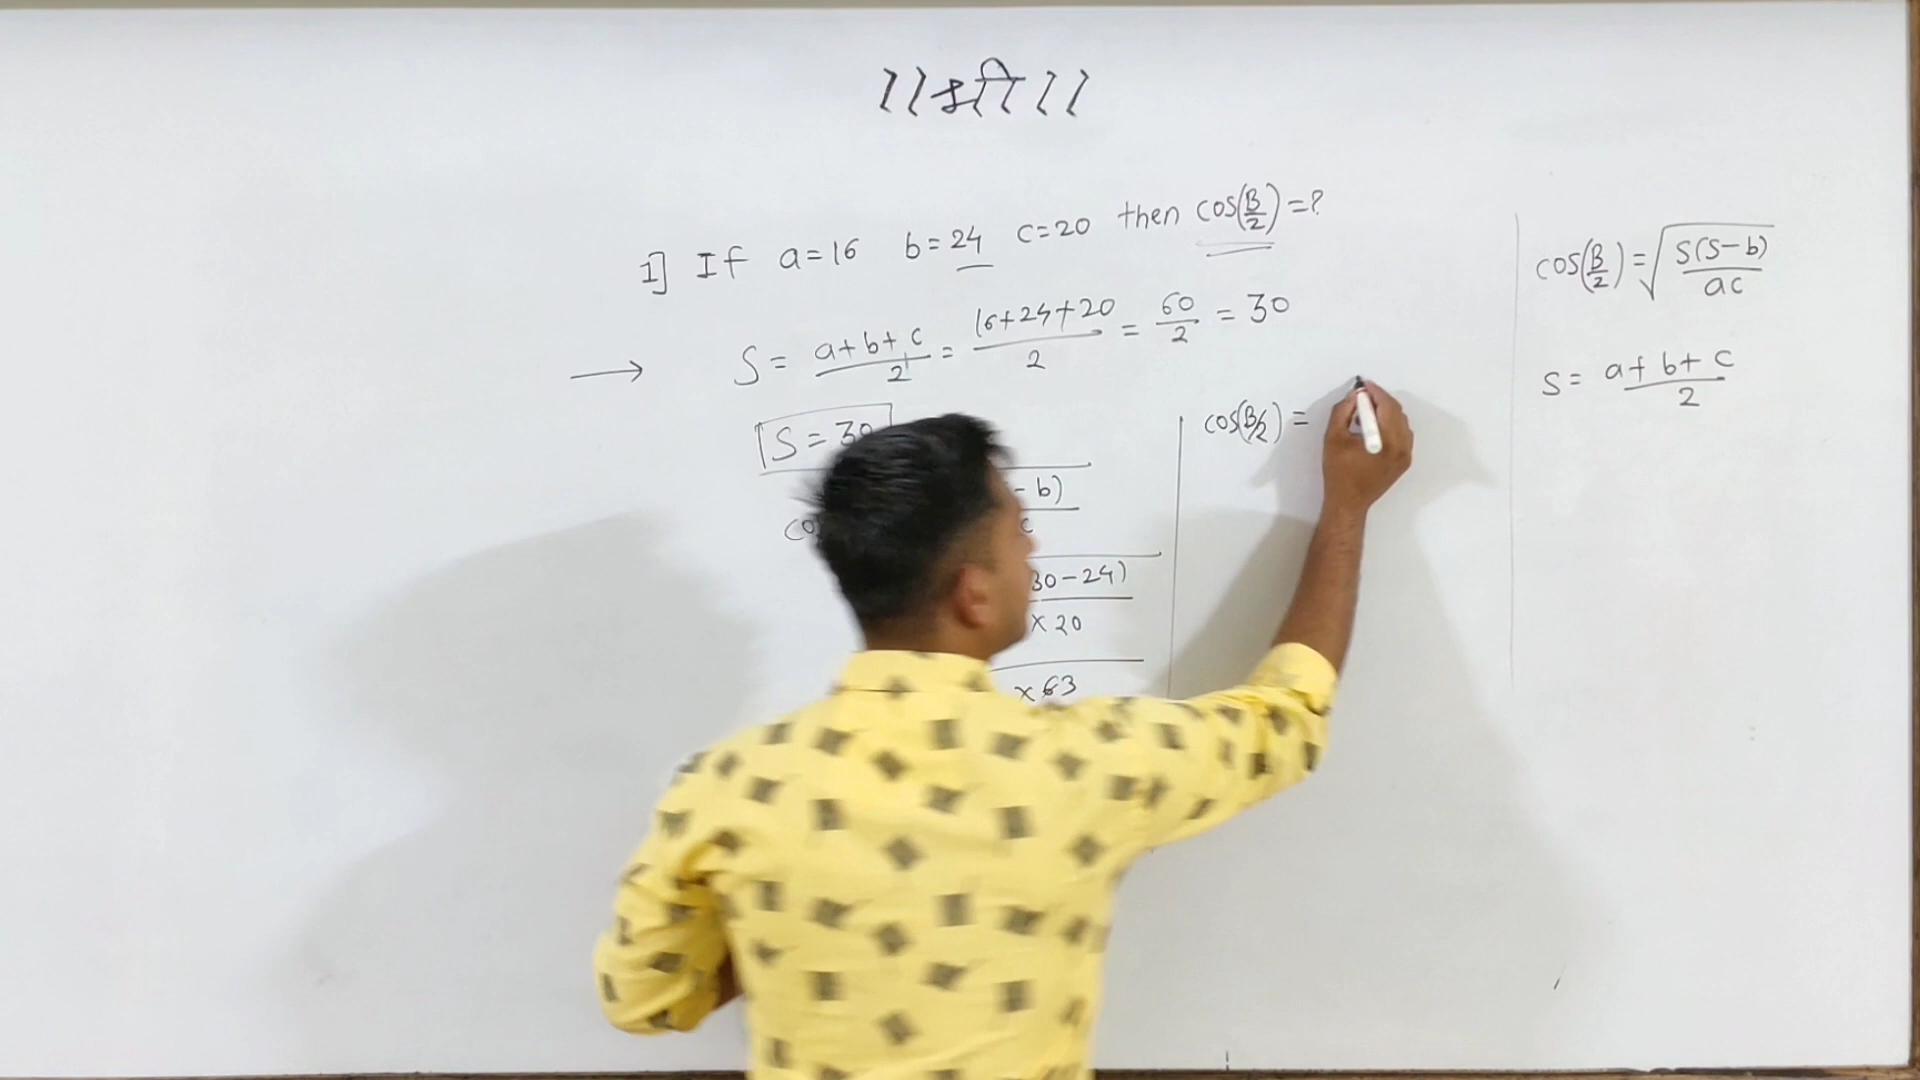 ।।श्री।।
1] If a=16 b=24 c=20 then cos(B/2)=?
→ S = a+b+c/2 = 16+24+20/2 = 60/2 = 30
S = 30
- b)
c
30-24)
x 20
x 63
cos(B/2) =
cos(B/2) = √S(S-b)/ac
S = a+b+c/2